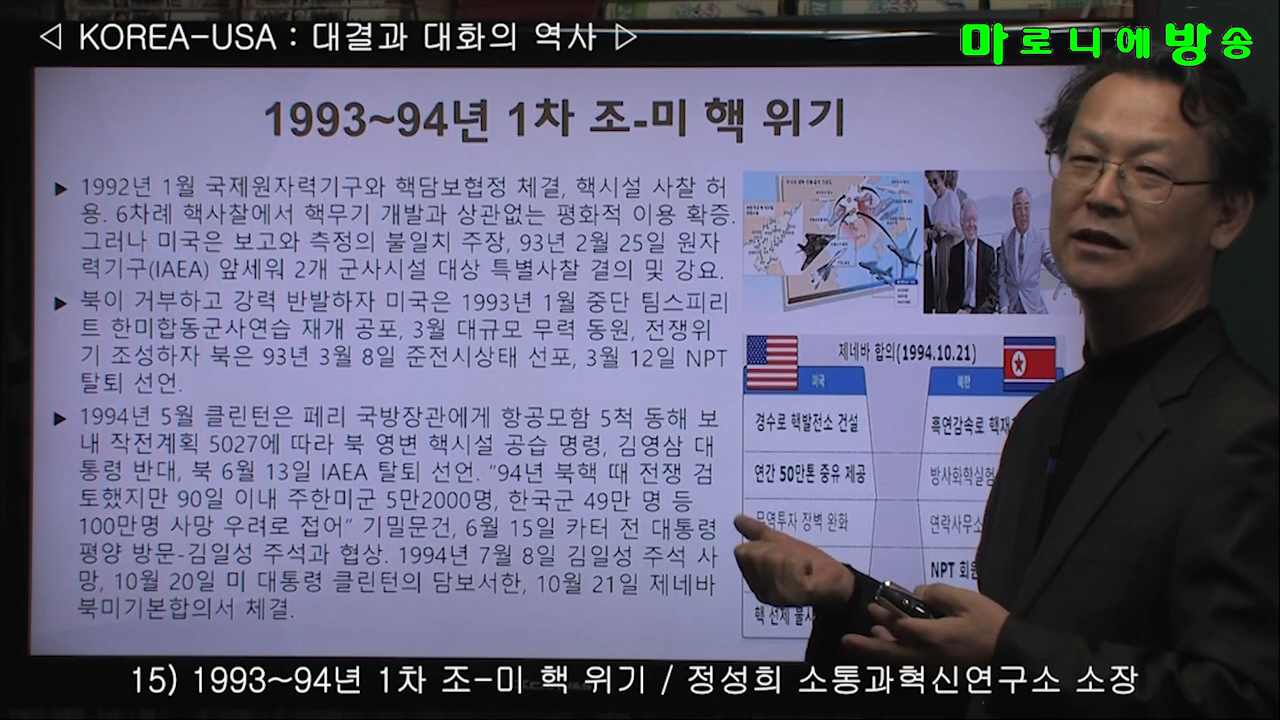 ◁ KOREA-USA : 대결과 대화의 역사 ▷
마로니에방송
1993~94년 1차 조-미 핵 위기
▶ 1992년 1월 국제원자력기구와 핵담보협정 체결, 핵시설 사찰 허
용. 6차례 핵사찰에서 핵무기 개발과 상관없는 평화적 이용 확증.
그러나 미국은 보고와 측정의 불일치 주장, 93년 2월 25일 원자
력기구(IAEA) 앞세워 2개 군사시설 대상 특별사찰 결의 및 강요.
▶ 북이 거부하고 강력 반발하자 미국은 1993년 1월 중단 팀스피리
트 한미합동군사연습 재개 공포, 3월 대규모 무력 동원, 전쟁위
기 조성하자 북은 93년 3월 8일 준전시상태 선포, 3월 12일 NPT
탈퇴 선언.
▶ 1994년 5월 클린턴은 페리 국방장관에게 항공모함 5척 동해 보
내 작전계획 5027에 따라 북 영변 핵시설 공습 명령, 김영삼 대
통령 반대, 북 6월 13일 IAEA 탈퇴 선언. “94년 북핵 때 전쟁 검
토했지만 90일 이내 주한미군 5만2000명, 한국군 49만 명 등
100만명 사망 우려로 접어” 기밀문건, 6월 15일 카터 전 대통령
평양 방문-김일성 주석과 협상. 1994년 7월 8일 김일성 주석 사
망, 10월 20일 미 대통령 클린턴의 담보서한, 10월 21일 제네바
북미기본합의서 체결.
제네바 합의(1994.10.21)
미국 북한
경수로 핵발전소 건설 흑연감속로
연간 50만톤 중유 제공 방사화학실험
무역투자 장벽 완화 연락사무소
NPT 회원
핵 선제
15) 1993~94년 1차 조-미 핵 위기 / 정성희 소통과혁신연구소 소장